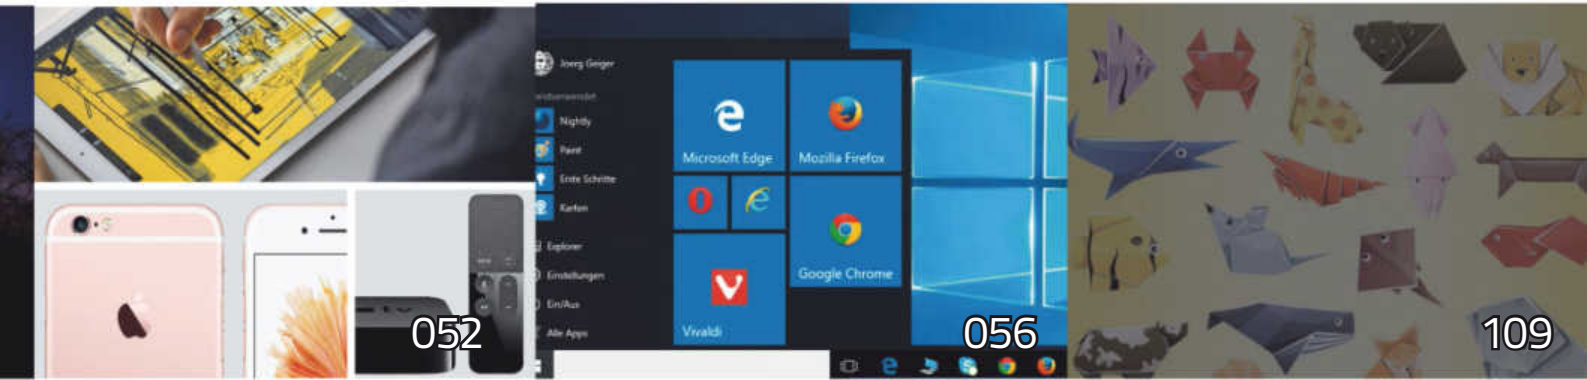 Joerg Geiger
Nightly
Paint
Erste Schritte
Karten
Explorer
Einstellungen
Ein/Aus
Alle Apps
Microsoft Edge
Mozilla Firefox
Google Chrome
Vivaldi
052
056
109